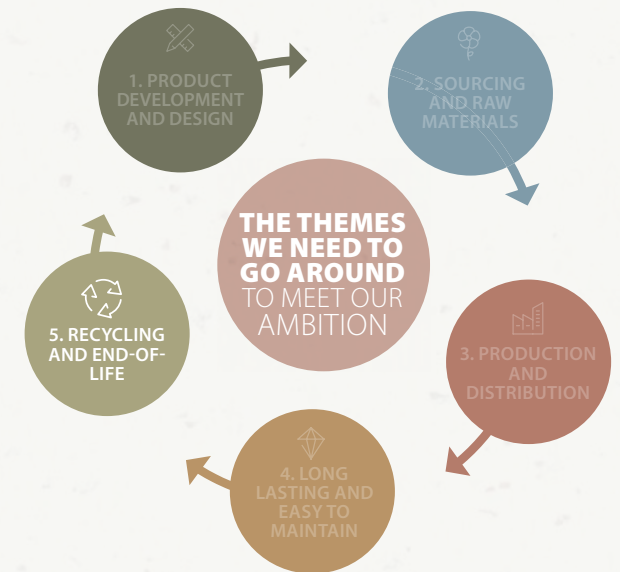 1. PRODUCT
DEVELOPMENT
AND DESIGN
2. SOURCING
AND RAW
MATERIALS
THE THEMES
WE NEED TO
GO AROUND
TO MEET OUR
AMBITION
3. PRODUCTION
AND
DISTRIBUTION
4. LONG
LASTING AND
EASY TO
MAINTAIN
5. RECYCLING
AND END-OF-
LIFE